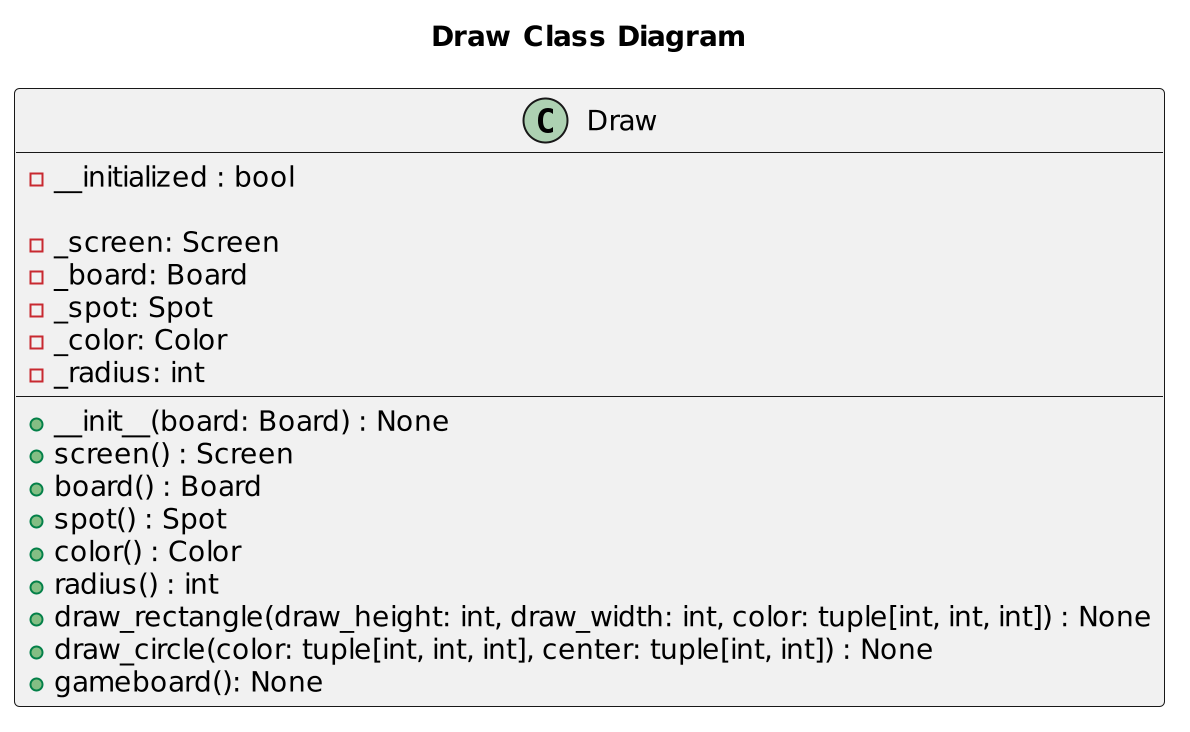 Draw Class Diagram
C Draw
__initialized : bool
_screen: Screen
_board: Board
_spot: Spot
_color: Color
_radius: int
__init__(board: Board) : None
screen() : Screen
board() : Board
spot() : Spot
color() : Color
radius() : int
draw_rectangle(draw_height: int, draw_width: int, color: tuple[int, int, int]) : None
draw_circle(color: tuple[int, int, int], center: tuple[int, int]) : None
gameboard(): None